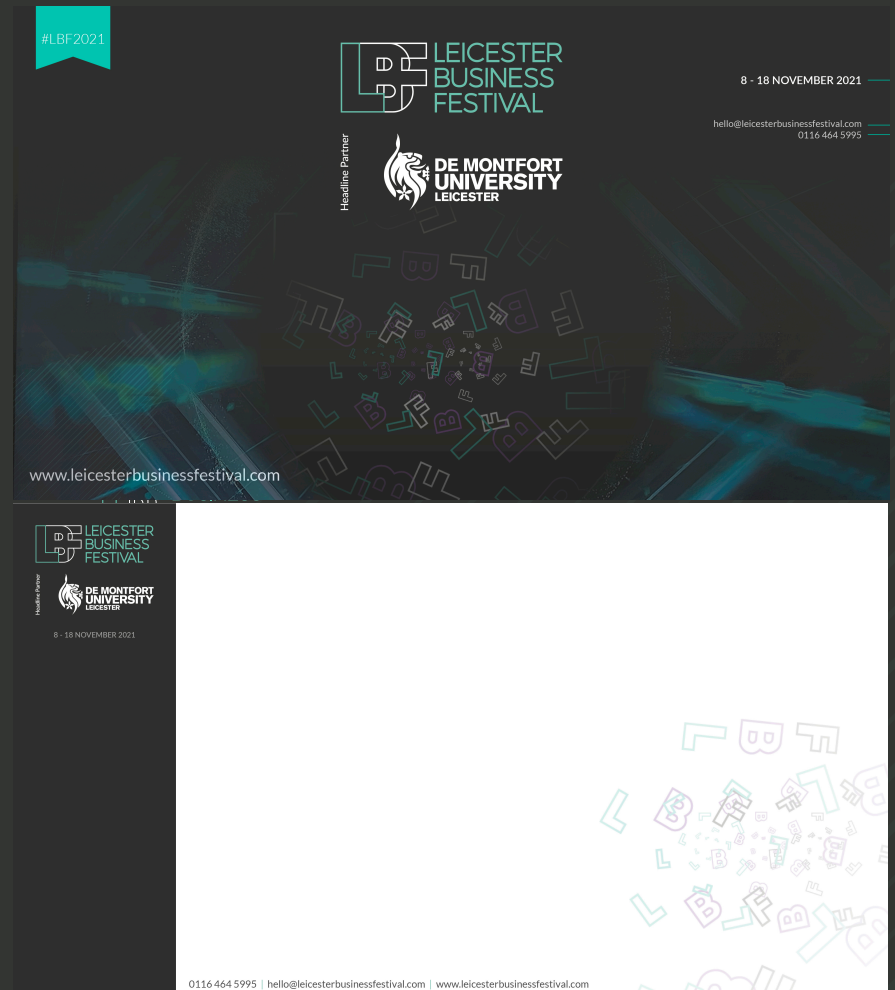 #LBF2021
LEICESTER
BUSINESS
FESTIVAL
8 - 18 NOVEMBER 2021
hello@leicesterbusinessfestival.com
0116 464 5995
Headline Partner
DE MONTFORT
UNIVERSITY
LEICESTER
www.leicesterbusinessfestival.com
LEICESTER
BUSINESS
FESTIVAL
Headline Partner
DE MONTFORT
UNIVERSITY
LEICESTER
8 - 18 NOVEMBER 2021
0116 464 5995 | hello@leicesterbusinessfestival.com | www.leicesterbusinessfestival.com